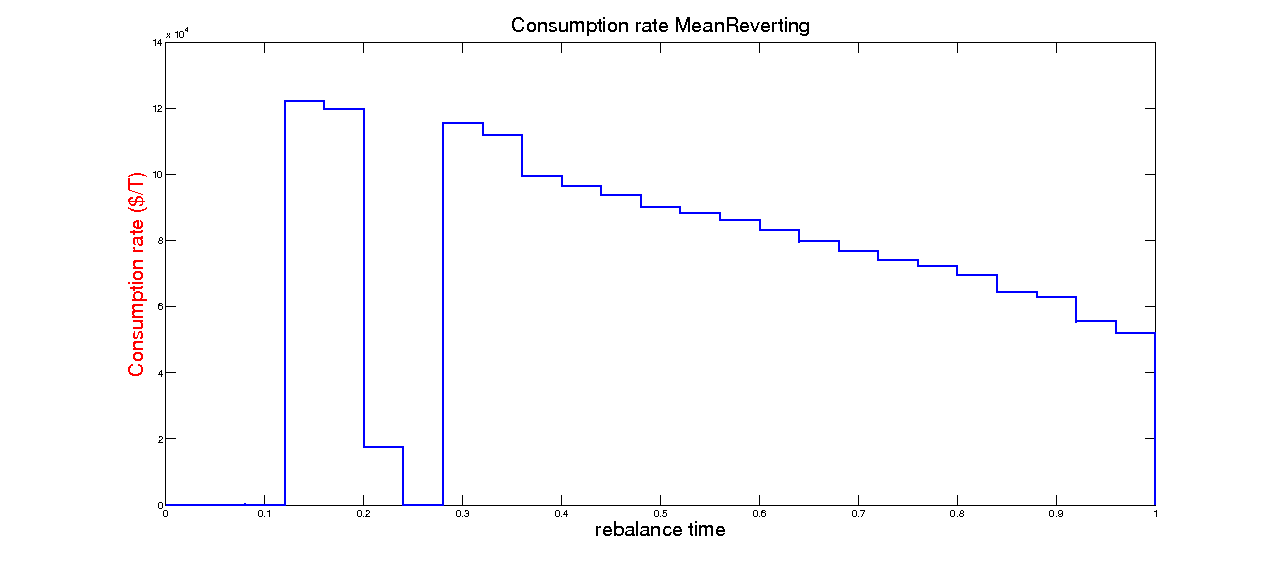 Consumption rate MeanReverting
x 10^4
14
12
10
8
6
4
2
0
Consumption rate ($/T)
0 0.1 0.2 0.3 0.4 0.5 0.6 0.7 0.8 0.9 1
rebalance time